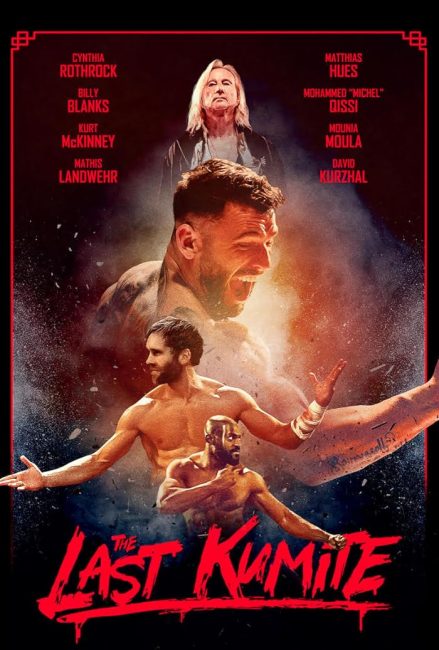 CYNTHIA
ROTHROCK
BILLY
BLANKS
KURT
McKINNEY
MATHIS
LANDWEHR
MATTHIAS
HUES
MOHAMMED "MICHEL"
QISSI
MOUNIA
MOULA
DAVID
KURZHAL
THE
LAST KUMITE